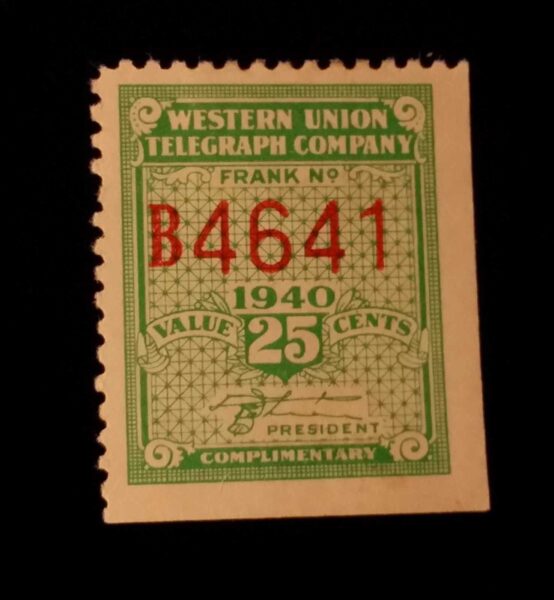 WESTERN UNION
TELEGRAPH COMPANY
FRANK Nº
B4641
1940
VALUE 25 CENTS
PRESIDENT
COMPLIMENTARY